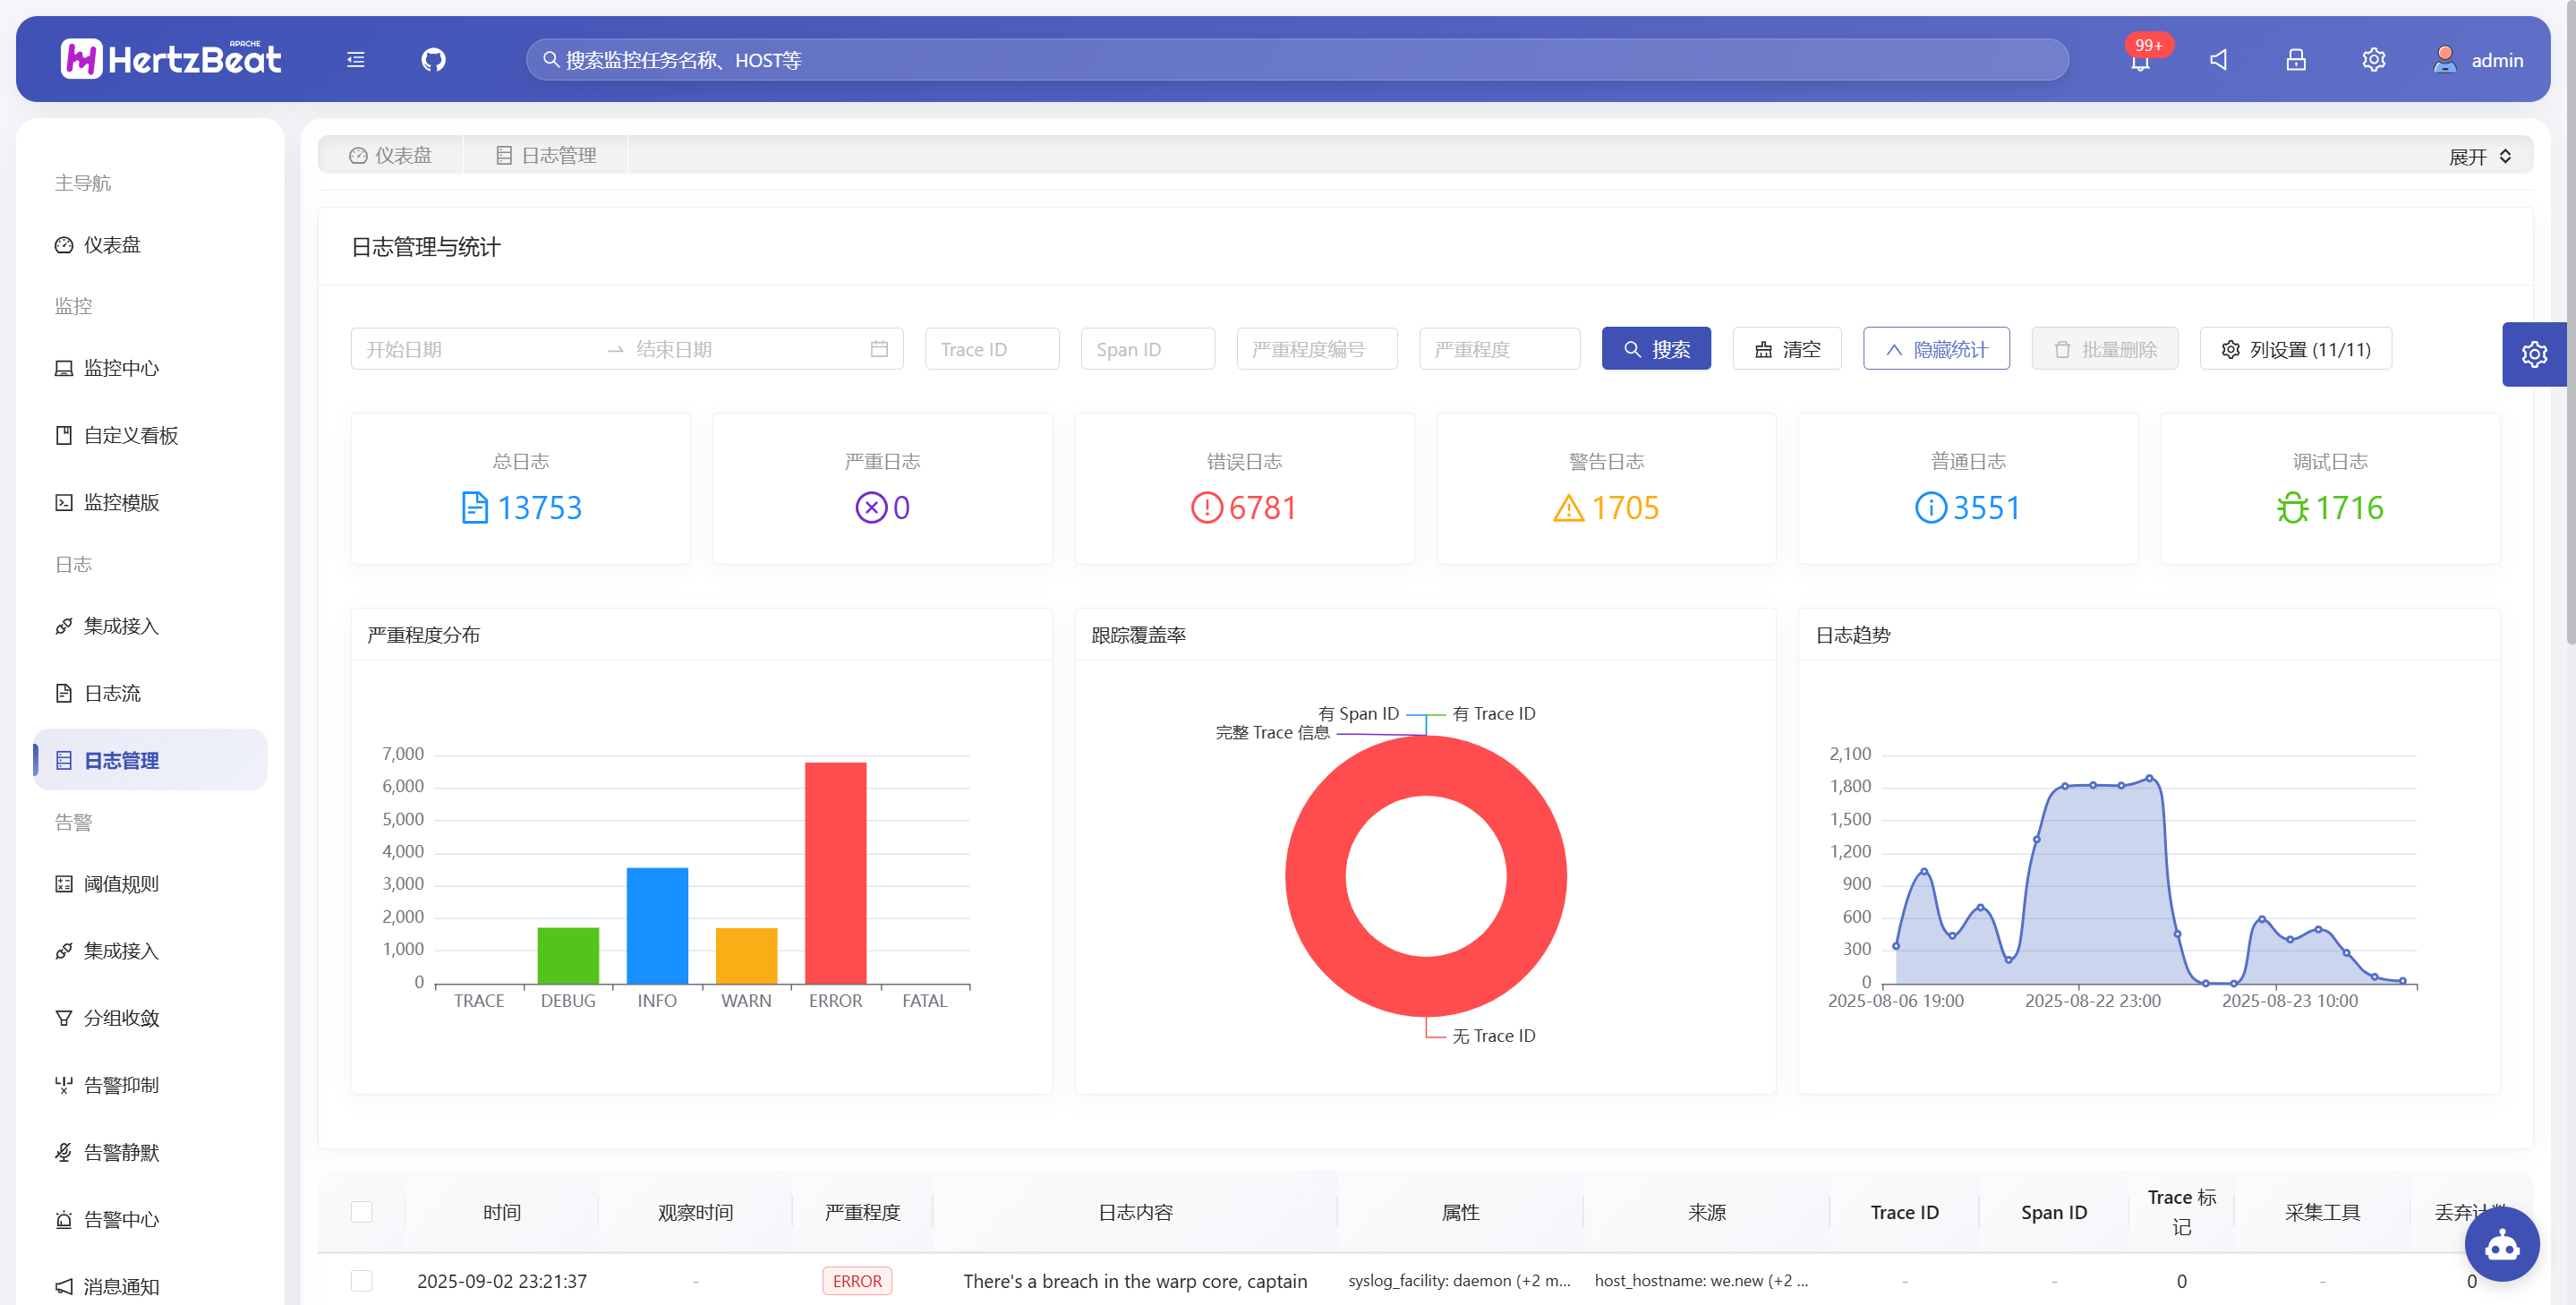 APACHE
HertzBeat
搜索监控任务名称、HOST等
99+
admin
主导航
仪表盘
监控
监控中心
自定义看板
监控模版
日志
集成接入
日志流
日志管理
告警
阈值规则
集成接入
分组收敛
告警抑制
告警静默
告警中心
消息通知
仪表盘
日志管理
展开
日志管理与统计
开始日期
结束日期
Trace ID
Span ID
严重程度编号
严重程度
搜索
清空
隐藏统计
批量删除
列设置 (11/11)
总日志
13753
严重日志
0
错误日志
6781
警告日志
1705
普通日志
3551
调试日志
1716
严重程度分布
7,000
6,000
5,000
4,000
3,000
2,000
1,000
0
TRACE
DEBUG
INFO
WARN
ERROR
FATAL
跟踪覆盖率
有 Span ID
有 Trace ID
完整 Trace 信息
无 Trace ID
日志趋势
2,100
1,800
1,500
1,200
900
600
300
0
2025-08-06 19:00
2025-08-22 23:00
2025-08-23 10:00
时间
观察时间
严重程度
日志内容
属性
来源
Trace ID
Span ID
Trace 标
记
采集工具
丢弃计数
2025-09-02 23:21:37
-
ERROR
There's a breach in the warp core, captain
syslog_facility: daemon (+2 m...
host_hostname: we.new (+2 ...
-
-
0
-
0